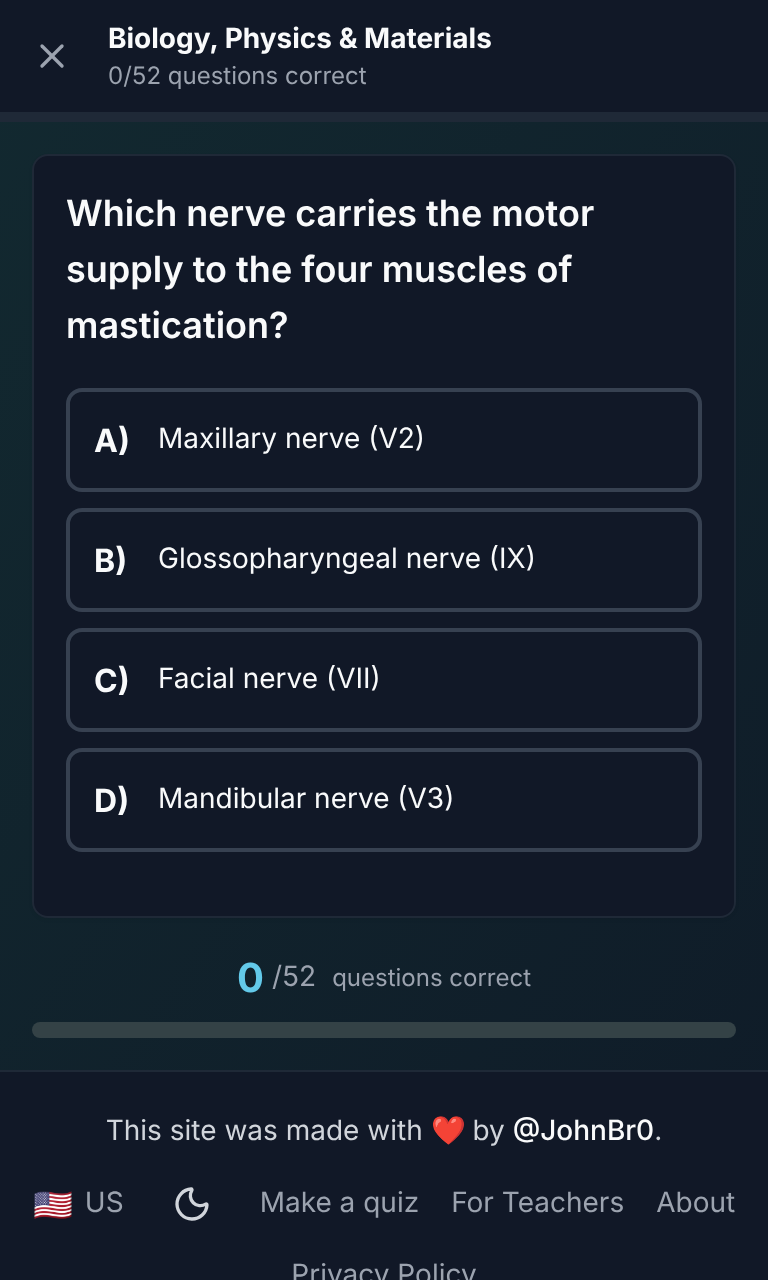 Biology, Physics & Materials
0/52 questions correct
Which nerve carries the motor
supply to the four muscles of
mastication?
A) Maxillary nerve (V2)
B) Glossopharyngeal nerve (IX)
C) Facial nerve (VII)
D) Mandibular nerve (V3)
0 /52 questions correct
This site was made with ❤️ by @JohnBr0.
🇺🇸 US Make a quiz For Teachers About
Privacy Policy